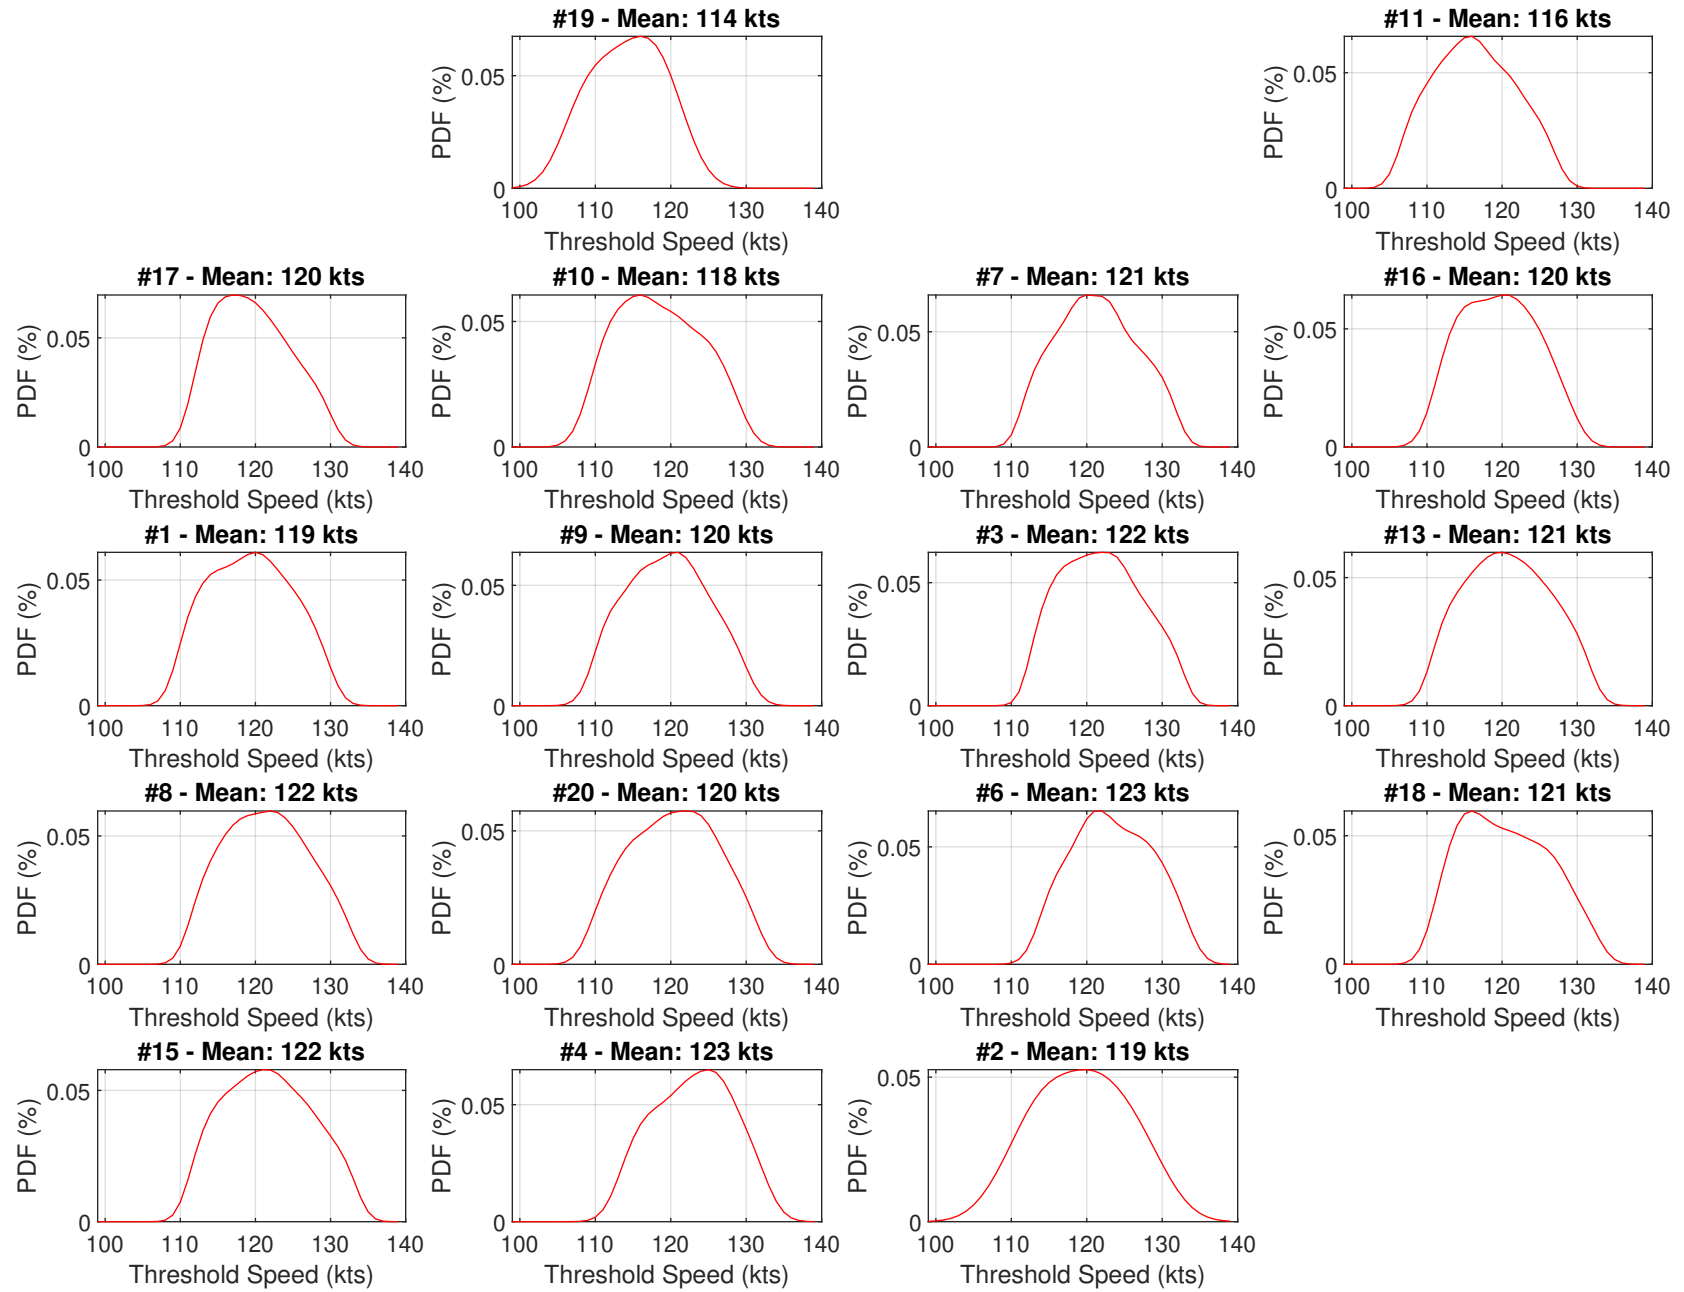 #19 - Mean: 114 kts
PDF (%)
0.05
0
100 110 120 130 140
Threshold Speed (kts)
#11 - Mean: 116 kts
PDF (%)
0.05
0
100 110 120 130 140
Threshold Speed (kts)
#17 - Mean: 120 kts
PDF (%)
0.05
0
100 110 120 130 140
Threshold Speed (kts)
#10 - Mean: 118 kts
PDF (%)
0.05
0
100 110 120 130 140
Threshold Speed (kts)
#7 - Mean: 121 kts
PDF (%)
0.05
0
100 110 120 130 140
Threshold Speed (kts)
#16 - Mean: 120 kts
PDF (%)
0.05
0
100 110 120 130 140
Threshold Speed (kts)
#1 - Mean: 119 kts
PDF (%)
0.05
0
100 110 120 130 140
Threshold Speed (kts)
#9 - Mean: 120 kts
PDF (%)
0.05
0
100 110 120 130 140
Threshold Speed (kts)
#3 - Mean: 122 kts
PDF (%)
0.05
0
100 110 120 130 140
Threshold Speed (kts)
#13 - Mean: 121 kts
PDF (%)
0.05
0
100 110 120 130 140
Threshold Speed (kts)
#8 - Mean: 122 kts
PDF (%)
0.05
0
100 110 120 130 140
Threshold Speed (kts)
#20 - Mean: 120 kts
PDF (%)
0.05
0
100 110 120 130 140
Threshold Speed (kts)
#6 - Mean: 123 kts
PDF (%)
0.05
0
100 110 120 130 140
Threshold Speed (kts)
#18 - Mean: 121 kts
PDF (%)
0.05
0
100 110 120 130 140
Threshold Speed (kts)
#15 - Mean: 122 kts
PDF (%)
0.05
0
100 110 120 130 140
Threshold Speed (kts)
#4 - Mean: 123 kts
PDF (%)
0.05
0
100 110 120 130 140
Threshold Speed (kts)
#2 - Mean: 119 kts
PDF (%)
0.05
0
100 110 120 130 140
Threshold Speed (kts)